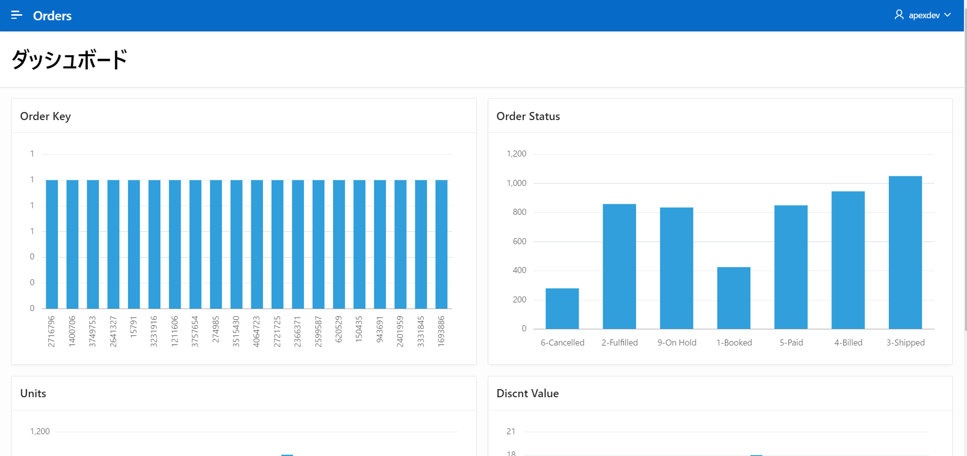 Orders
apexdev
ダッシュボード
Order Key
1
1
1
1
0
0
0
2716796
1400706
3749753
2641327
15791
3231916
1211606
3757654
274985
3515430
4064723
2721725
2366371
2599587
620529
150435
943691
2401959
3331845
1693886
Order Status
1,200
1,000
800
600
400
200
0
6-Cancelled
2-Fulfilled
9-On Hold
1-Booked
5-Paid
4-Billed
3-Shipped
Units
1,200
Discnt Value
21
18